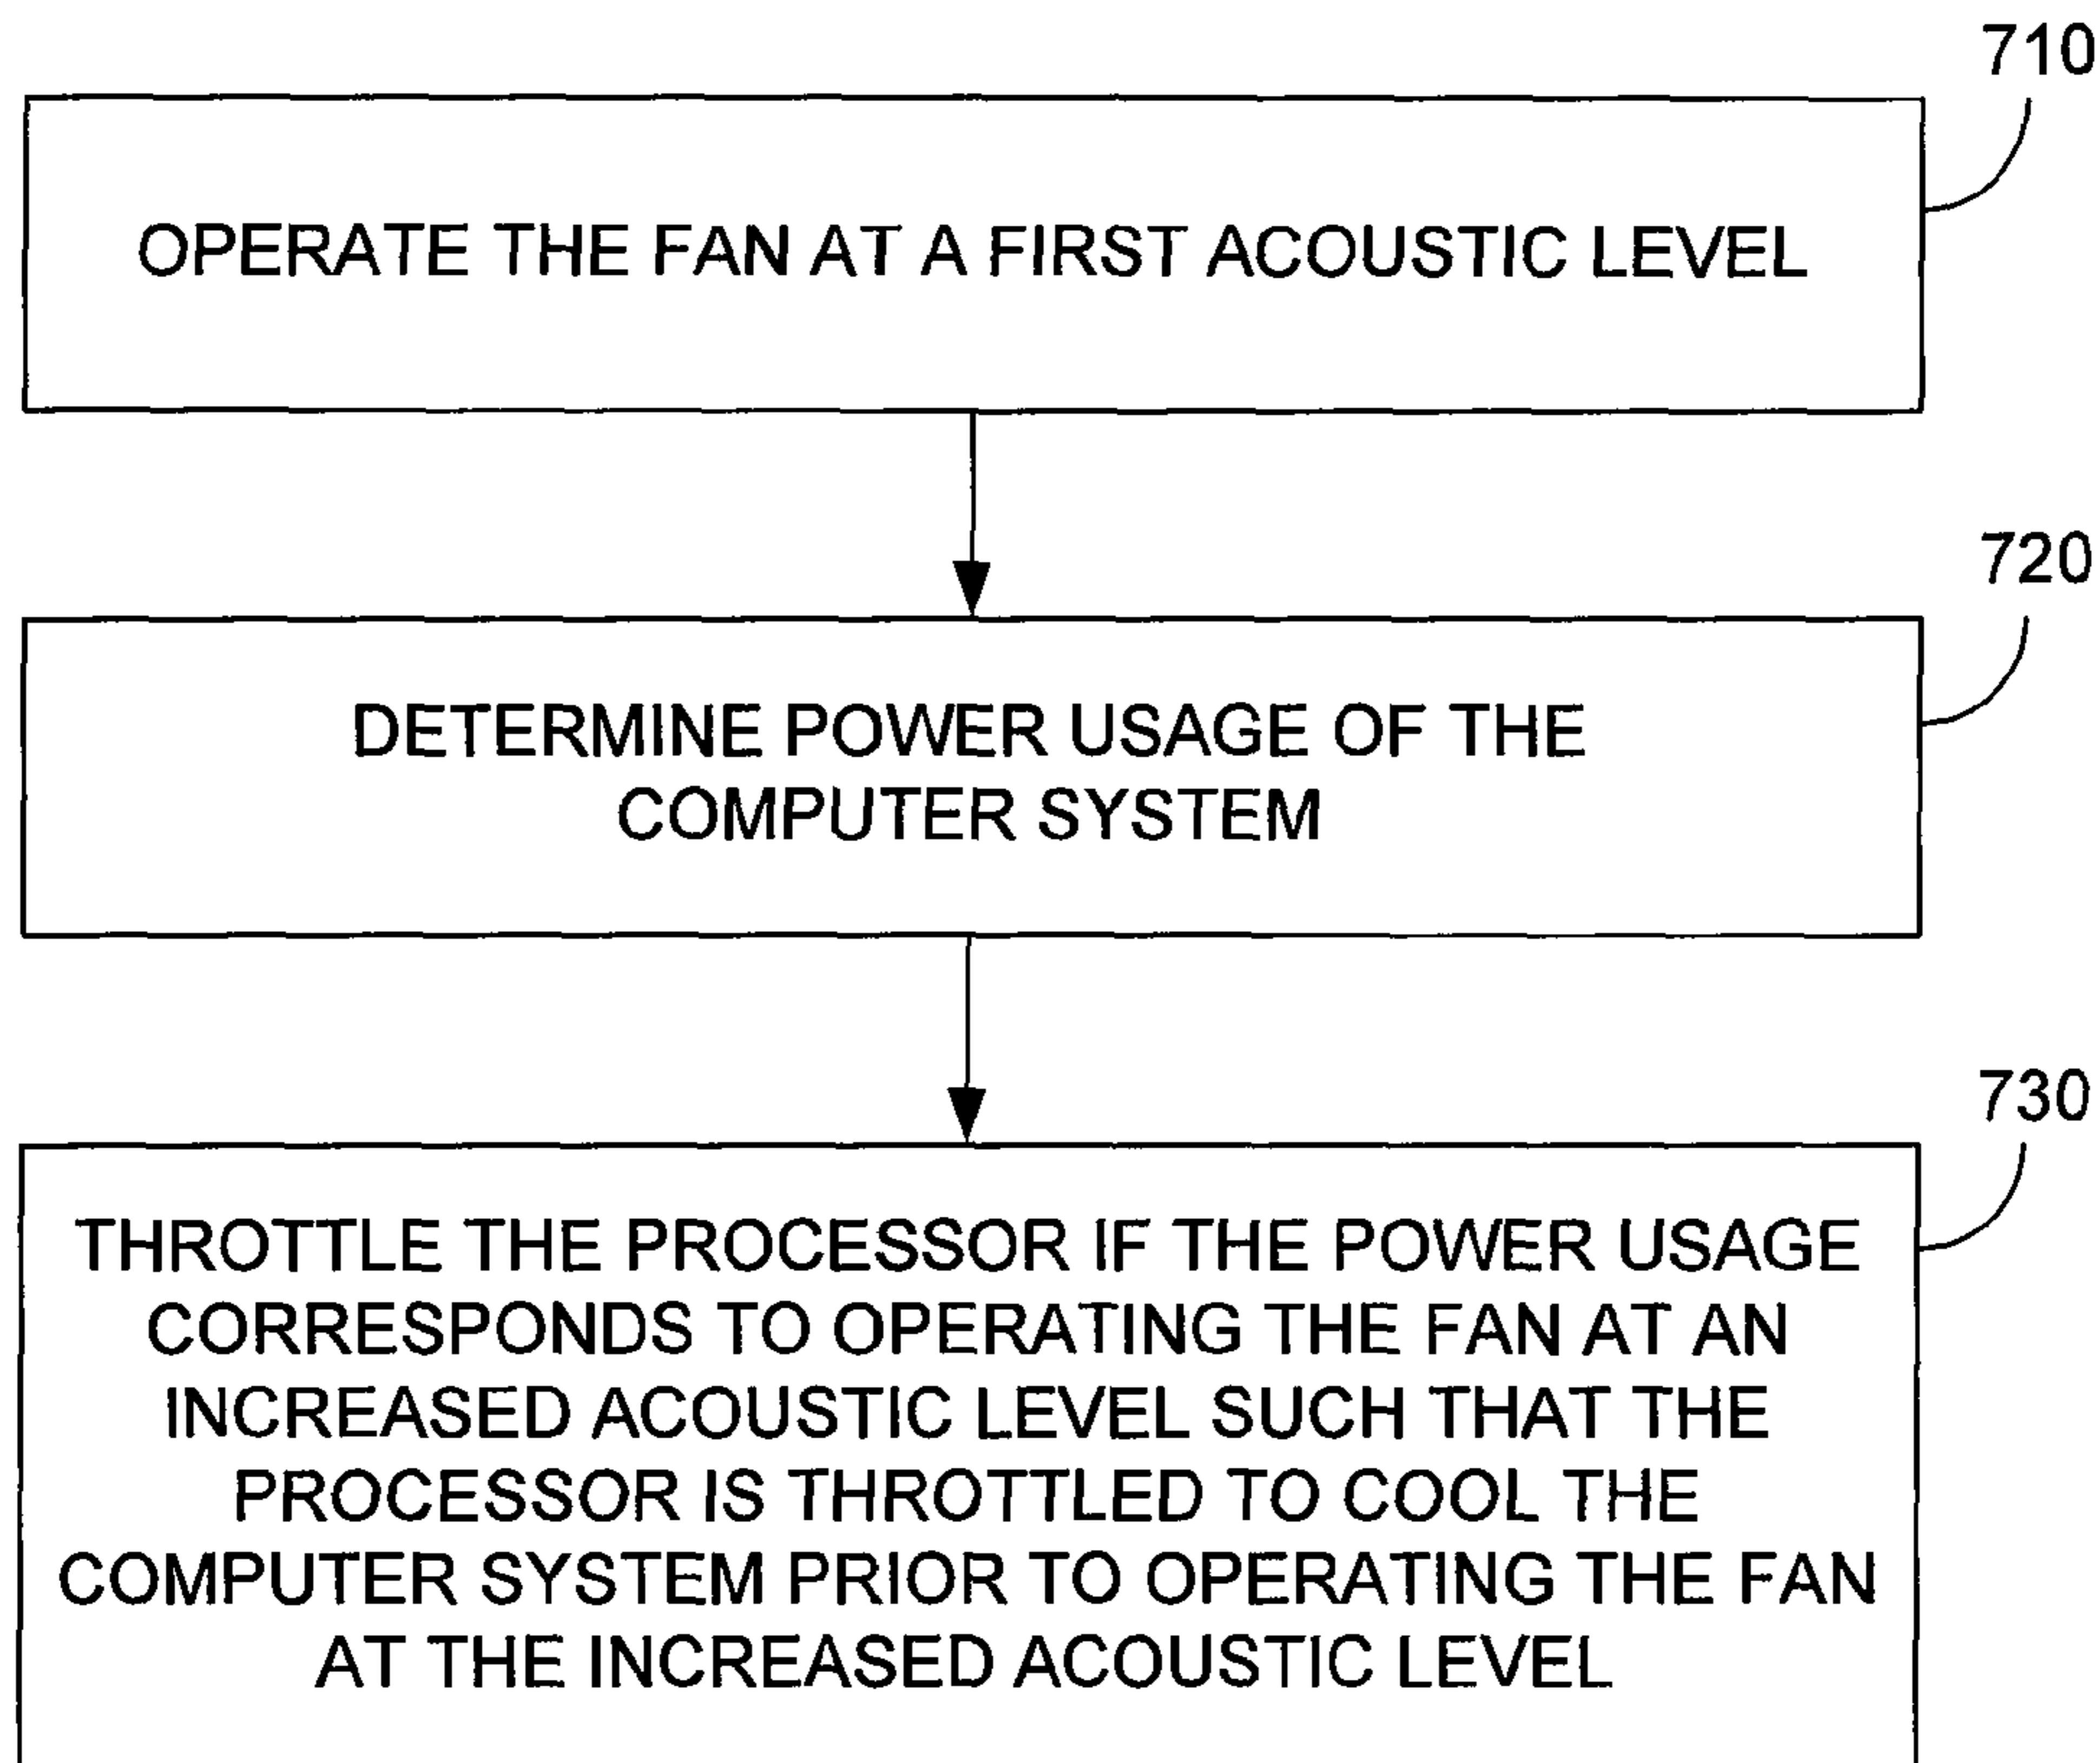 710
OPERATE THE FAN AT A FIRST ACOUSTIC LEVEL
720
DETERMINE POWER USAGE OF THE
COMPUTER SYSTEM
730
THROTTLE THE PROCESSOR IF THE POWER USAGE
CORRESPONDS TO OPERATING THE FAN AT AN
INCREASED ACOUSTIC LEVEL SUCH THAT THE
PROCESSOR IS THROTTLED TO COOL THE
COMPUTER SYSTEM PRIOR TO OPERATING THE FAN
AT THE INCREASED ACOUSTIC LEVEL